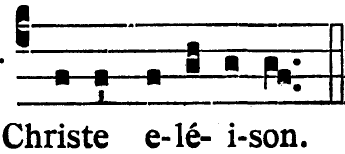 Christe e-lé- i-son.